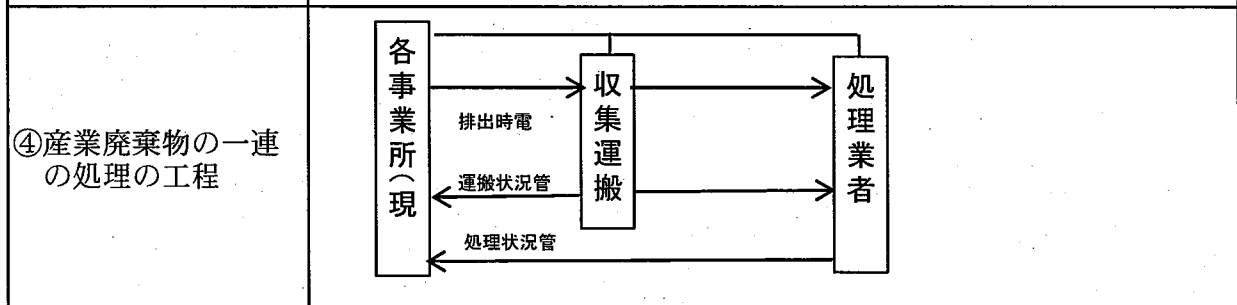 ④産業廃棄物の一連
の処理の工程
各事業所（現
収集運搬
処理業者
排出時電
運搬状況管
処理状況管